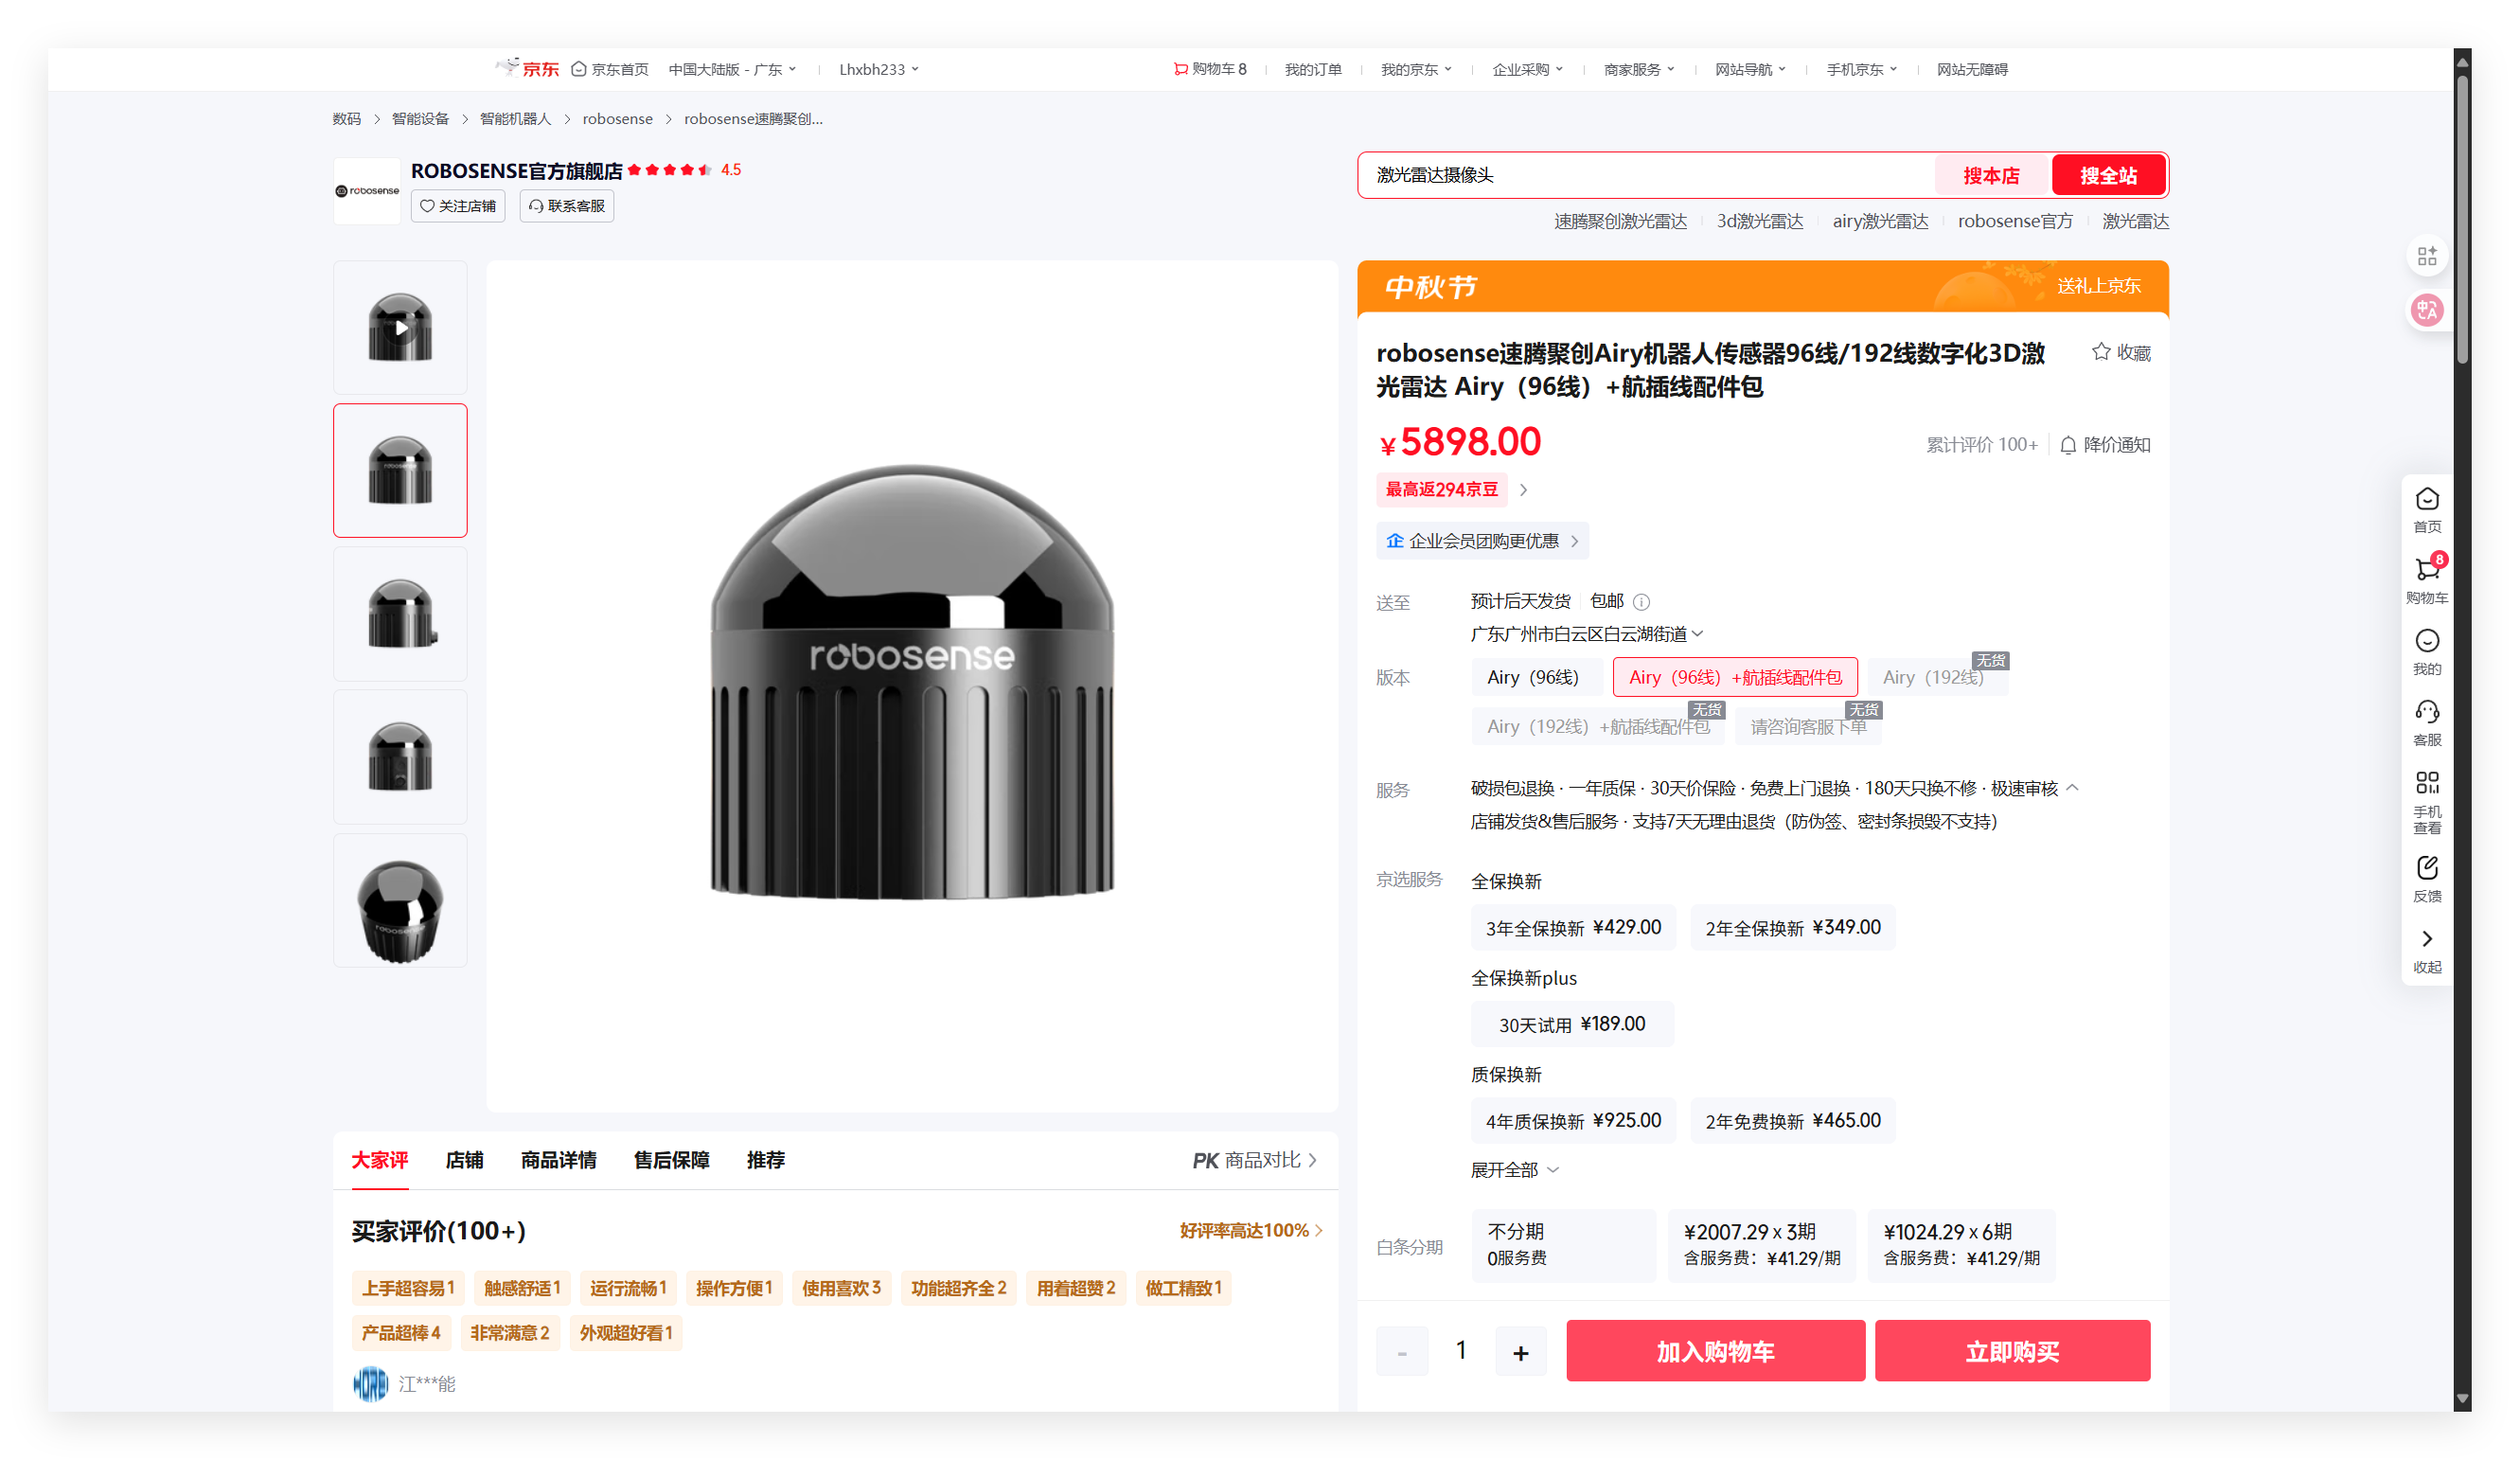 京东 京东首页 中国大陆版 - 广东 Lhxbh233 购物车 8 我的订单 我的京东 企业采购 商家服务 网站导航 手机京东 网站无障碍
数码 > 智能设备 > 智能机器人 > robosense > robosense速腾聚创...
robosense
ROBOSENSE官方旗舰店 4.5
关注店铺 联系客服
激光雷达摄像头 搜本店 搜全站
速腾聚创激光雷达 3d激光雷达 airy激光雷达 robosense官方 激光雷达
robosense
中秋节 送礼上京东
robosense速腾聚创Airy机器人传感器96线/192线数字化3D激
光雷达 Airy（96线）+航插线配件包
收藏
¥5898.00
累计评价 100+ 降价通知
最高返294京豆
企业会员团购更优惠
送至 预计后天发货 包邮
广东广州市白云区白云湖街道
版本 Airy（96线） Airy（96线）+航插线配件包 Airy（192线） 无货
Airy（192线）+航插线配件包 无货 请咨询客服下单 无货
服务 破损包退换 · 一年质保 · 30天价保险 · 免费上门退换 · 180天只换不修 · 极速审核
店铺发货&售后服务 · 支持7天无理由退货（防伪签、密封条损毁不支持）
京选服务 全保换新
3年全保换新 ¥429.00 2年全保换新 ¥349.00
全保换新plus
30天试用 ¥189.00
质保换新
4年质保换新 ¥925.00 2年免费换新 ¥465.00
展开全部
白条分期
不分期
0服务费
¥2007.29 x 3期
含服务费：¥41.29/期
¥1024.29 x 6期
含服务费：¥41.29/期
- 1 + 加入购物车 立即购买
大家评 店铺 商品详情 售后保障 推荐 PK 商品对比
买家评价(100+) 好评率高达100%
上手超容易 1 触感舒适 1 运行流畅 1 操作方便 1 使用喜欢 3 功能超齐全 2 用着超赞 2 做工精致 1
产品超棒 4 非常满意 2 外观超好看 1
江***能
中A
首页
8
购物车
我的
客服
手机
查看
反馈
收起